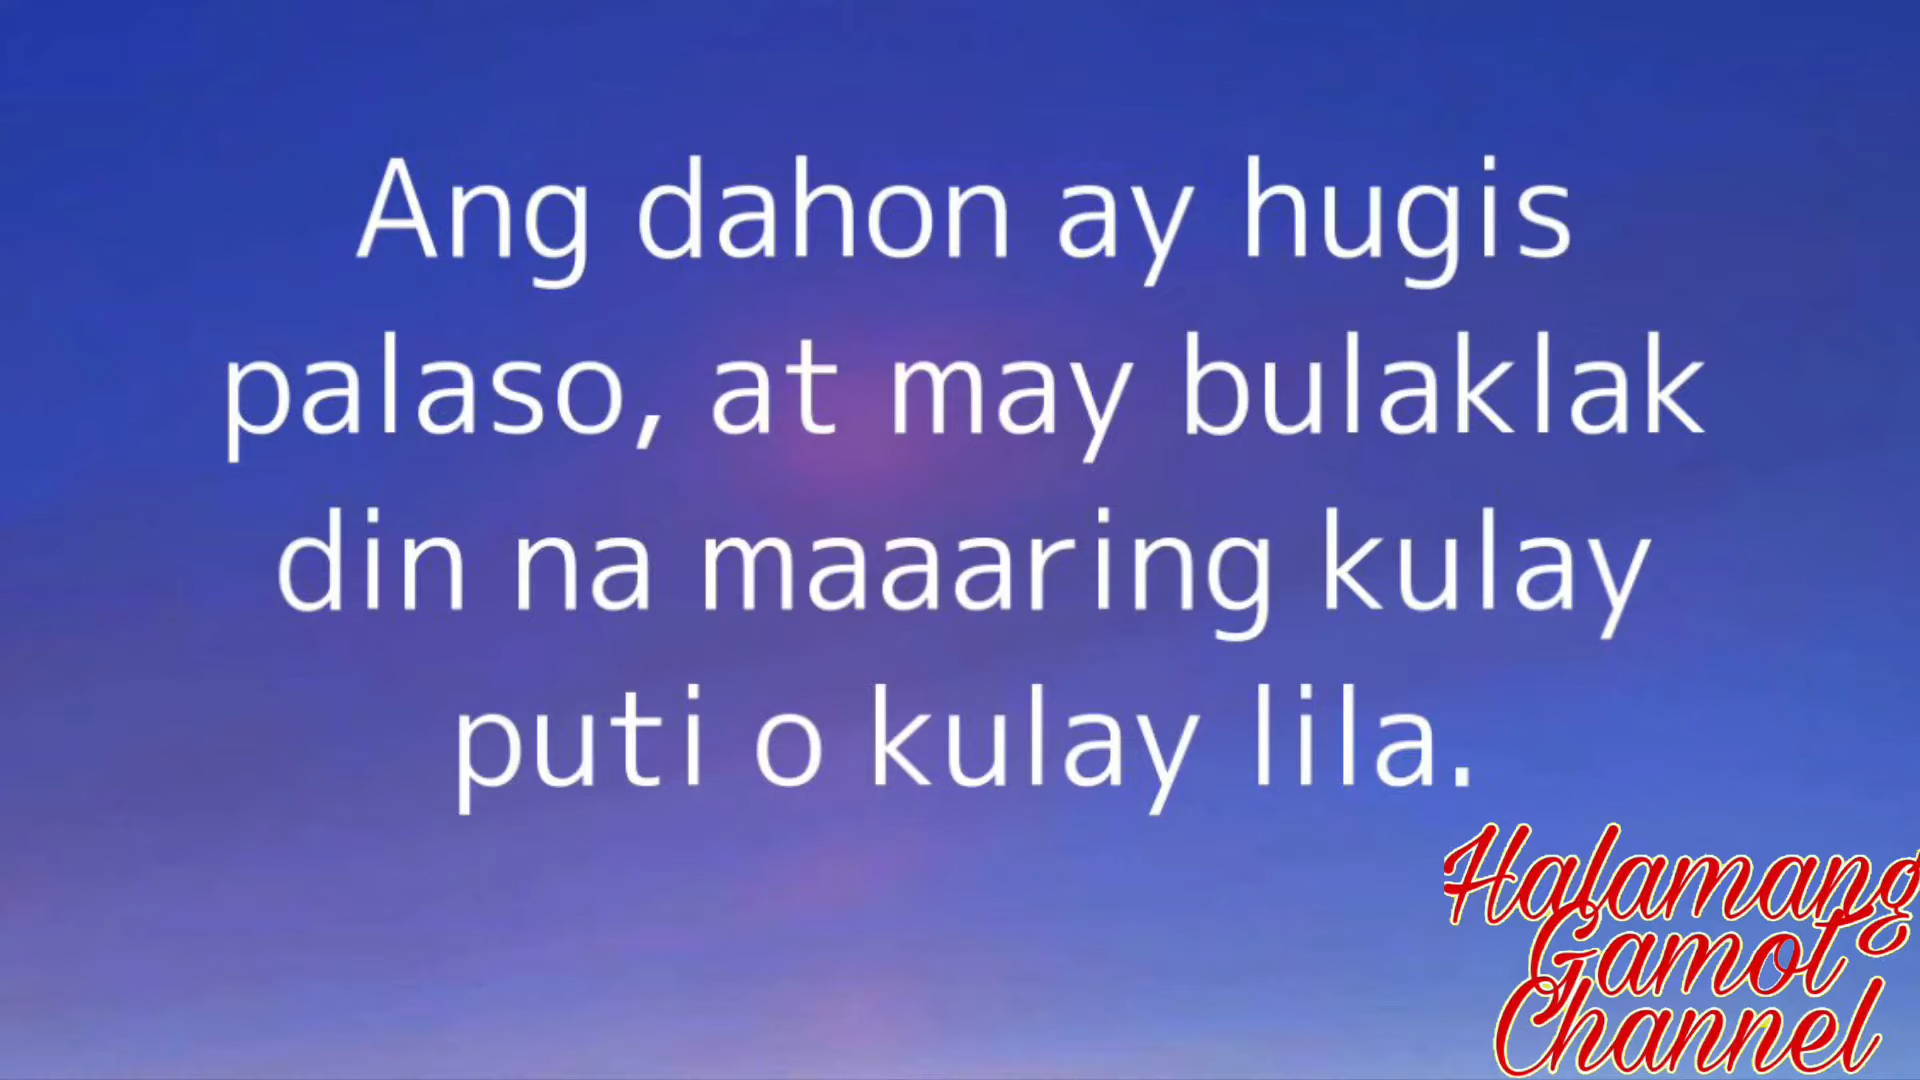 Ang dahon ay hugis
palaso, at may bulaklak
din na maaaring kulay
puti o kulay lila.
Halamang
Gamot
Channel